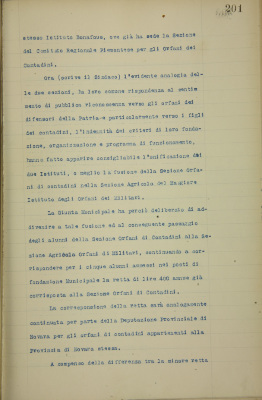 201
stesso Istituto Bonafous, ove già ha sede la Sezione
del Comitato Regionale Piemontese per gli Orfani dei
Contadini.
Ora (scriva il Sindaco) l'evidente analogia del-
le due sezioni, la loro comune rispondenza al senti-
mento di pubblica riconoscenza verso gli orfani dei
difensori della Patria e particolarmente verso i figli
dei contadini, l'identità dei criteri di loro fonda-
zione, organizzazione e programma di funzionamento,
hanno fatto apparire consigliabile l'unificazione dei
due Istituti, o meglio la fusione della Sezione Orfa-
ni di contadini nella Sezione Agricola del Maggiore
Istituto degli Orfani dei Militari.
La Giunta Municipale ha perciò deliberato di ad-
divenire a tale fusione ed al conseguente passaggio
degli alunni della Sezione Orfani di Contadini alla Se-
zione Agricola Orfani di Militari, continuando a cor-
rispondere per i cinque alunni ammessi nei posti di
fondazione Municipale la retta di lire 400 annue già
corrisposta alla Sezione Orfani di Contadini.
La corresponsione della retta sarà analogamente
continuata per parte della Deputazione Provinciale di
Novara per gli orfani di contadini appartenenti alla
Provincia di Novara stessa.
A compenso della differenza tra la minore retta